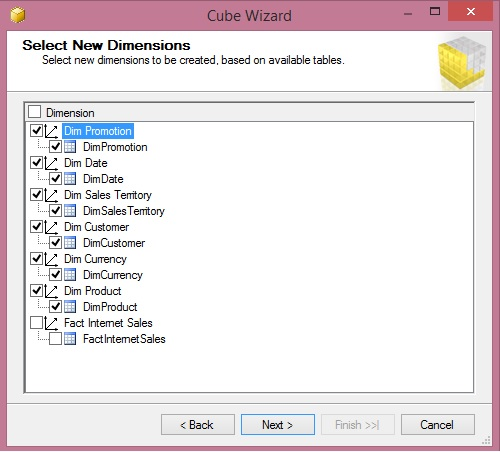 Cube Wizard
Select New Dimensions
Select new dimensions to be created, based on available tables.
Dimension
Dim Promotion
DimPromotion
Dim Date
DimDate
Dim Sales Territory
DimSalesTerritory
Dim Customer
DimCustomer
Dim Currency
DimCurrency
Dim Product
DimProduct
Fact Internet Sales
FactInternetSales
< Back Next > Finish >>| Cancel